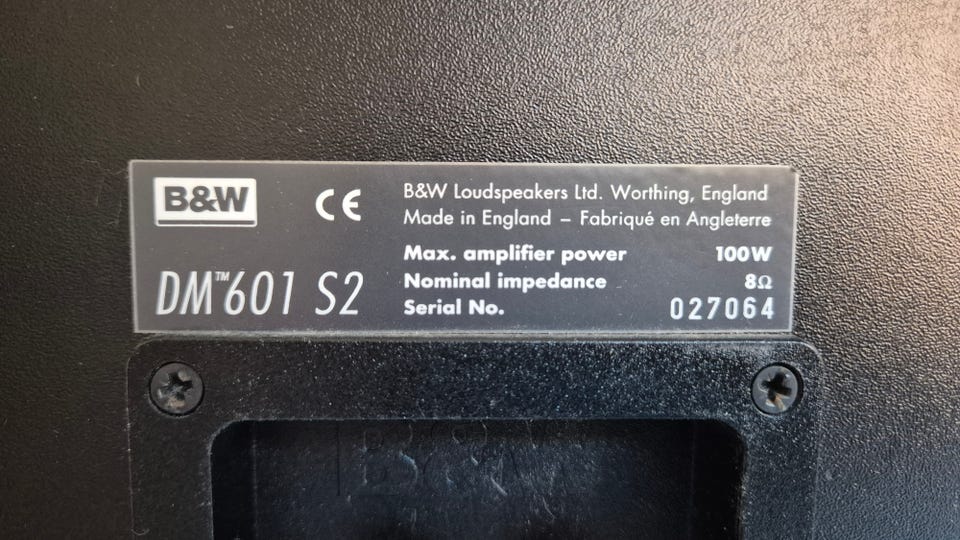 B&W
CE
B&W Loudspeakers Ltd. Worthing, England
Made in England – Fabriqué en Angleterre
DM™601 S2
Max. amplifier power 100W
Nominal impedance 8Ω
Serial No. 027064
B&W